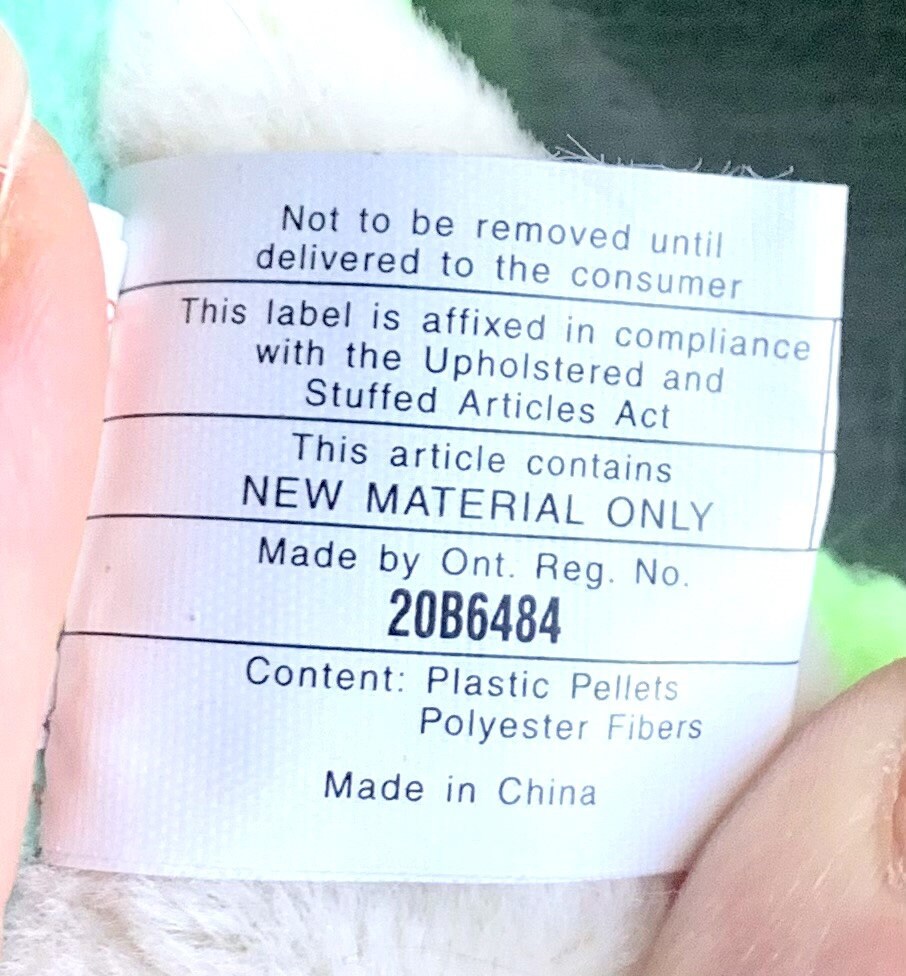 Not to be removed until
delivered to the consumer
This label is affixed in compliance
with the Upholstered and
Stuffed Articles Act
This article contains
NEW MATERIAL ONLY
Made by Ont. Reg. No.
20B6484
Content: Plastic Pellets
Polyester Fibers
Made in China